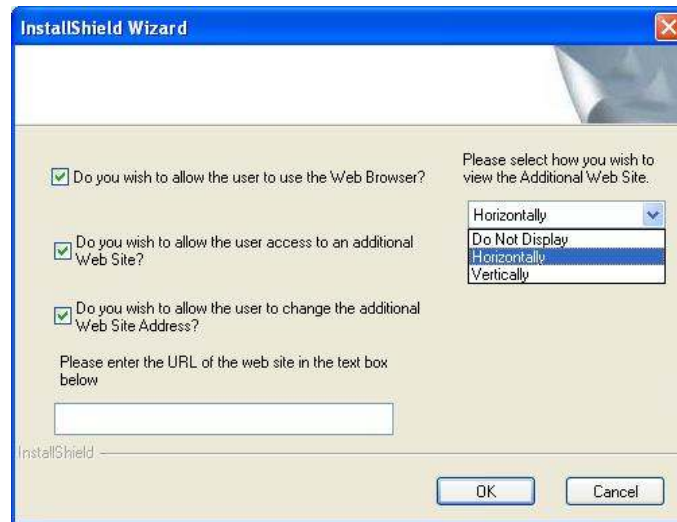 InstallShield Wizard
Do you wish to allow the user to use the Web Browser?
Please select how you wish to
view the Additional Web Site.
Horizontally
Do Not Display
Horizontally
Vertically
Do you wish to allow the user access to an additional
Web Site?
Do you wish to allow the user to change the additional
Web Site Address?
Please enter the URL of the web site in the text box
below
InstallShield
OK
Cancel